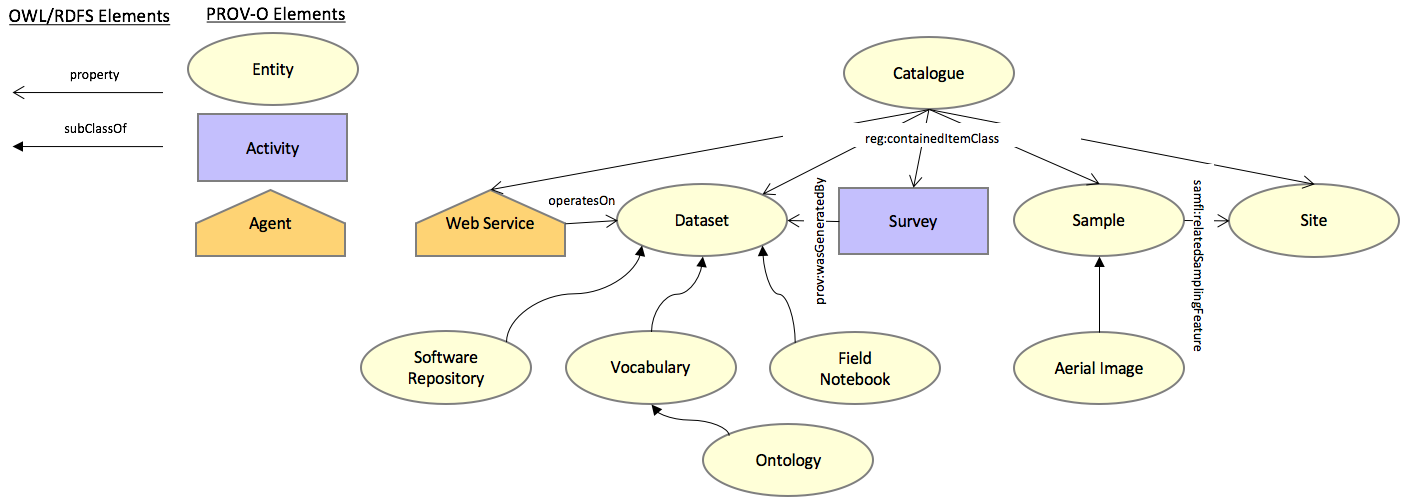 OWL/RDFS Elements
PROV-O Elements
property
subClassOf
Entity
Activity
Agent
Catalogue
reg:containedItemClass
Web Service
operatesOn
Dataset
prov:wasGeneratedBy
Survey
Sample
samfl:relatedSamplingFeature
Site
Software
Repository
Vocabulary
Field
Notebook
Aerial Image
Ontology